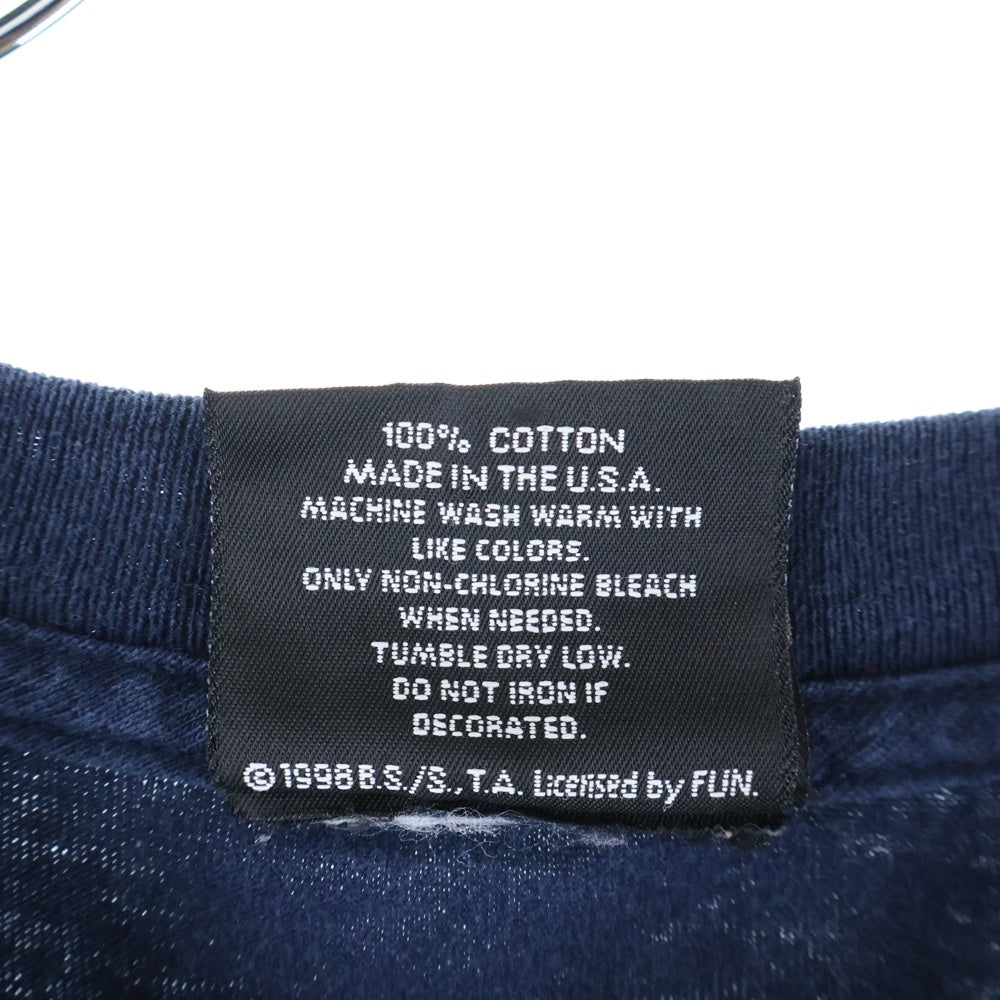 100% COTTON
MADE IN THE U.S.A.
MACHINE WASH WARM WITH
LIKE COLORS.
ONLY NON-CHLORINE BLEACH
WHEN NEEDED.
TUMBLE DRY LOW.
DO NOT IRON IF
DECORATED.
©1998 B.S./S.,T.A. Licensed by FUN.